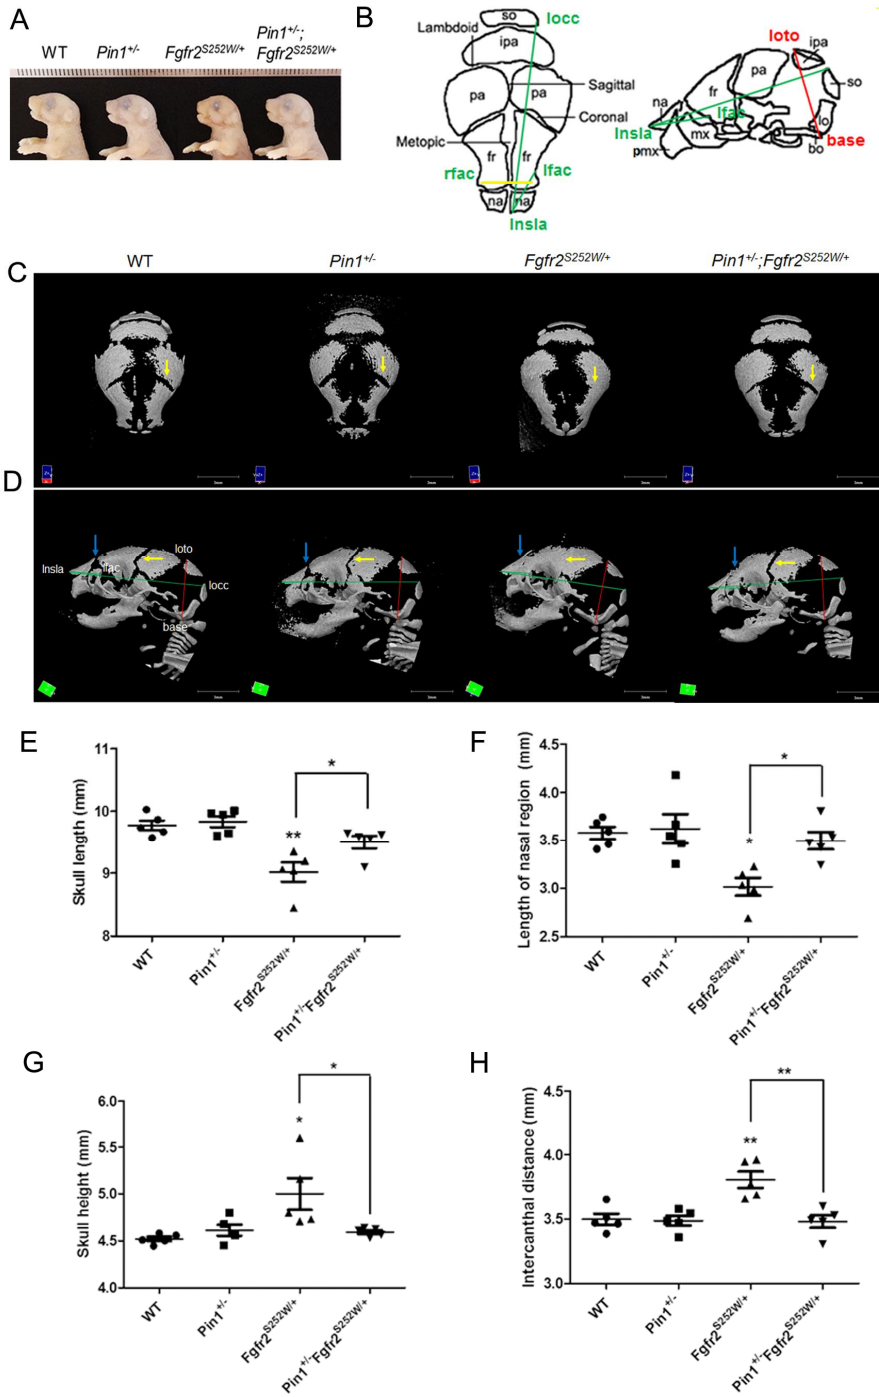 A
WT Pin1+/- Fgfr2S252W/+ Pin1+/-;
Fgfr2S252W/+
B
so
locc
Lambdoid
ipa
pa
pa
Sagittal
Coronal
Metopic
fr
fr
rfac
lfac
na
na
lnsla
loto
ipa
pa
so
fr
na
lfac
lo
lnsla
mx
base
pmx
bo
C
WT Pin1+/- Fgfr2S252W/+ Pin1+/-;Fgfr2S252W/+
D
loto
lnsla
lfac
locc
base
E
Skull length (mm)
11
10
9
8
*
**
WT
Pin1+/-
Fgfr2S252W/+
Pin1+/-Fgfr2S252W/+
F
Length of nasal region (mm)
4.5
4.0
3.5
3.0
2.5
*
*
WT
Pin1+/-
Fgfr2S252W/+
Pin1+/-Fgfr2S252W/+
G
Skull height (mm)
6.0
5.5
5.0
4.5
4.0
*
*
WT
Pin1+/-
Fgfr2S252W/+
Pin1+/-Fgfr2S252W/+
H
Intercanthal distance (mm)
4.5
4.0
3.5
3.0
**
**
WT
Pin1+/-
Fgfr2S252W/+
Pin1+/-Fgfr2S252W/+